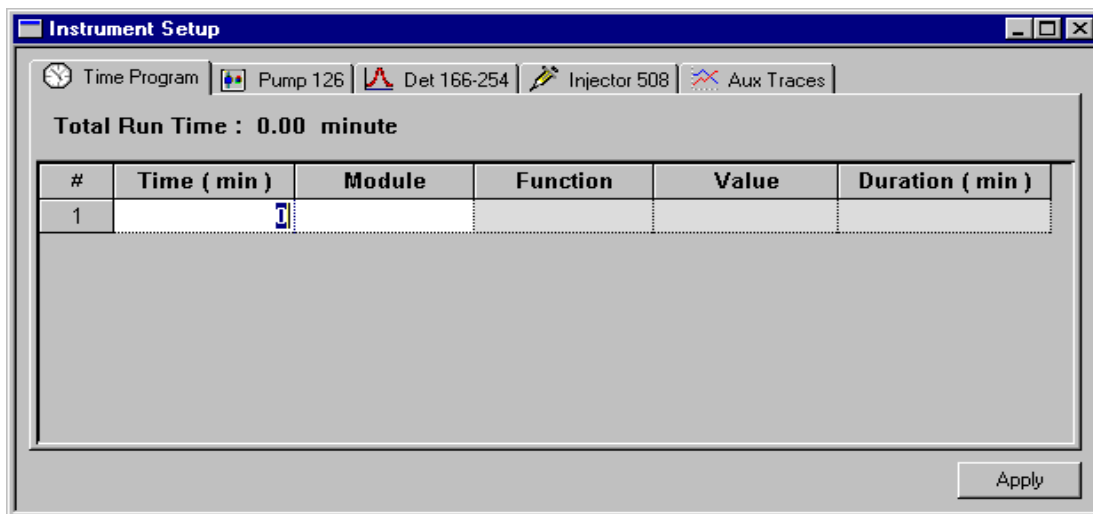 Instrument Setup
Time Program Pump 126 Det 166-254 Injector 508 Aux Traces
Total Run Time : 0.00 minute
# Time ( min ) Module Function Value Duration ( min )
1
Apply